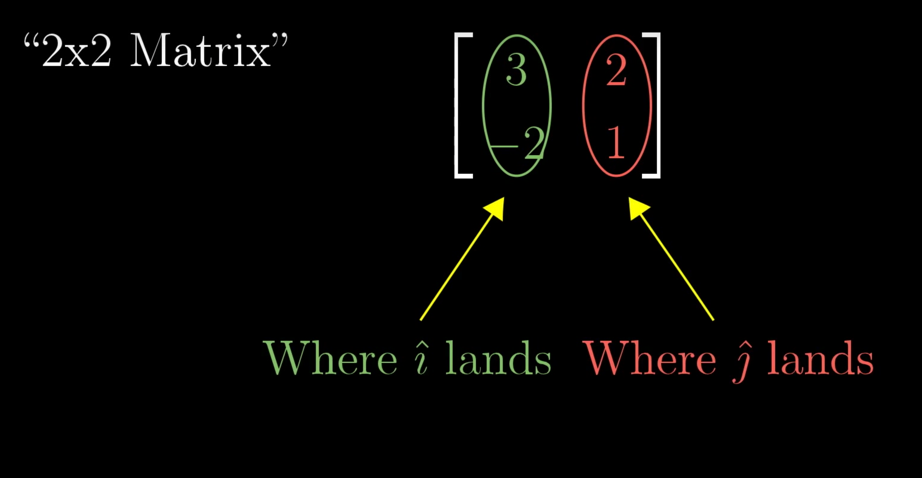 “2x2 Matrix”
3 2
−2 1
Where î lands Where ĵ lands